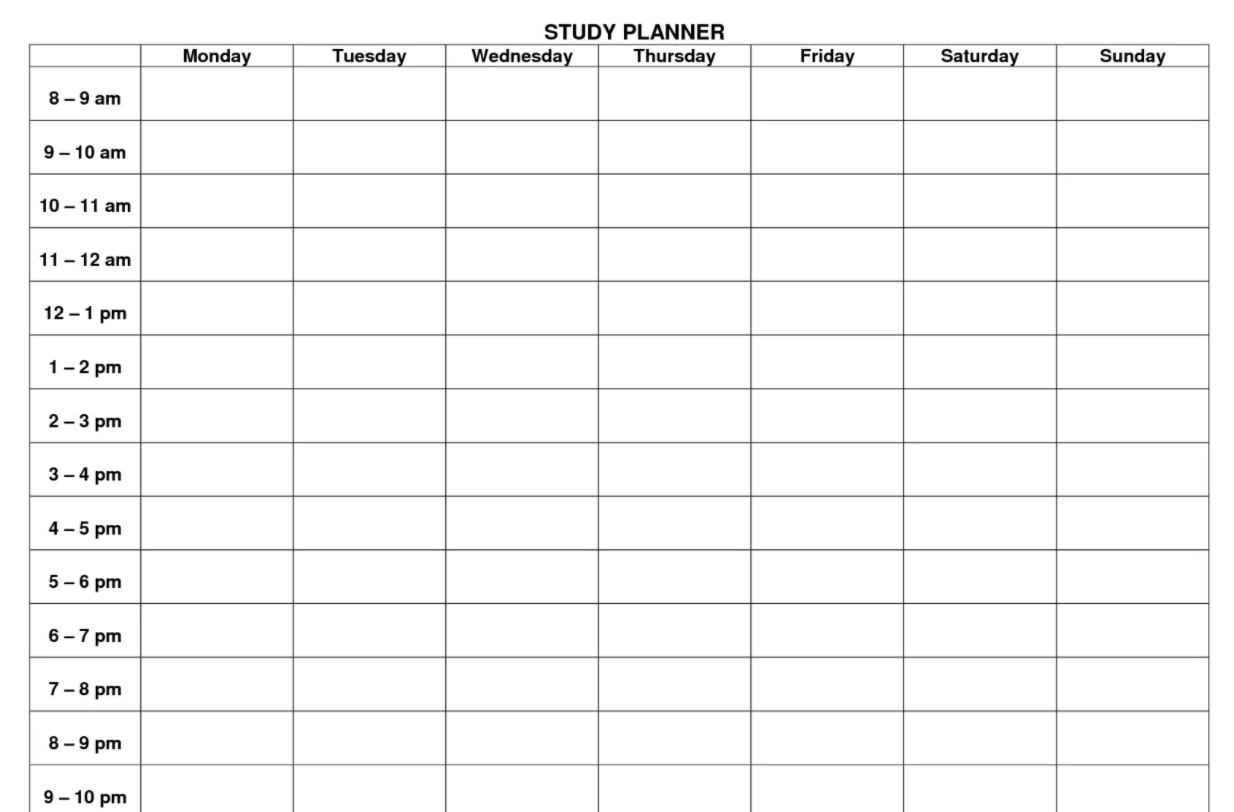 STUDY PLANNER
Monday Tuesday Wednesday Thursday Friday Saturday Sunday
8 – 9 am
9 – 10 am
10 – 11 am
11 – 12 am
12 – 1 pm
1 – 2 pm
2 – 3 pm
3 – 4 pm
4 – 5 pm
5 – 6 pm
6 – 7 pm
7 – 8 pm
8 – 9 pm
9 – 10 pm